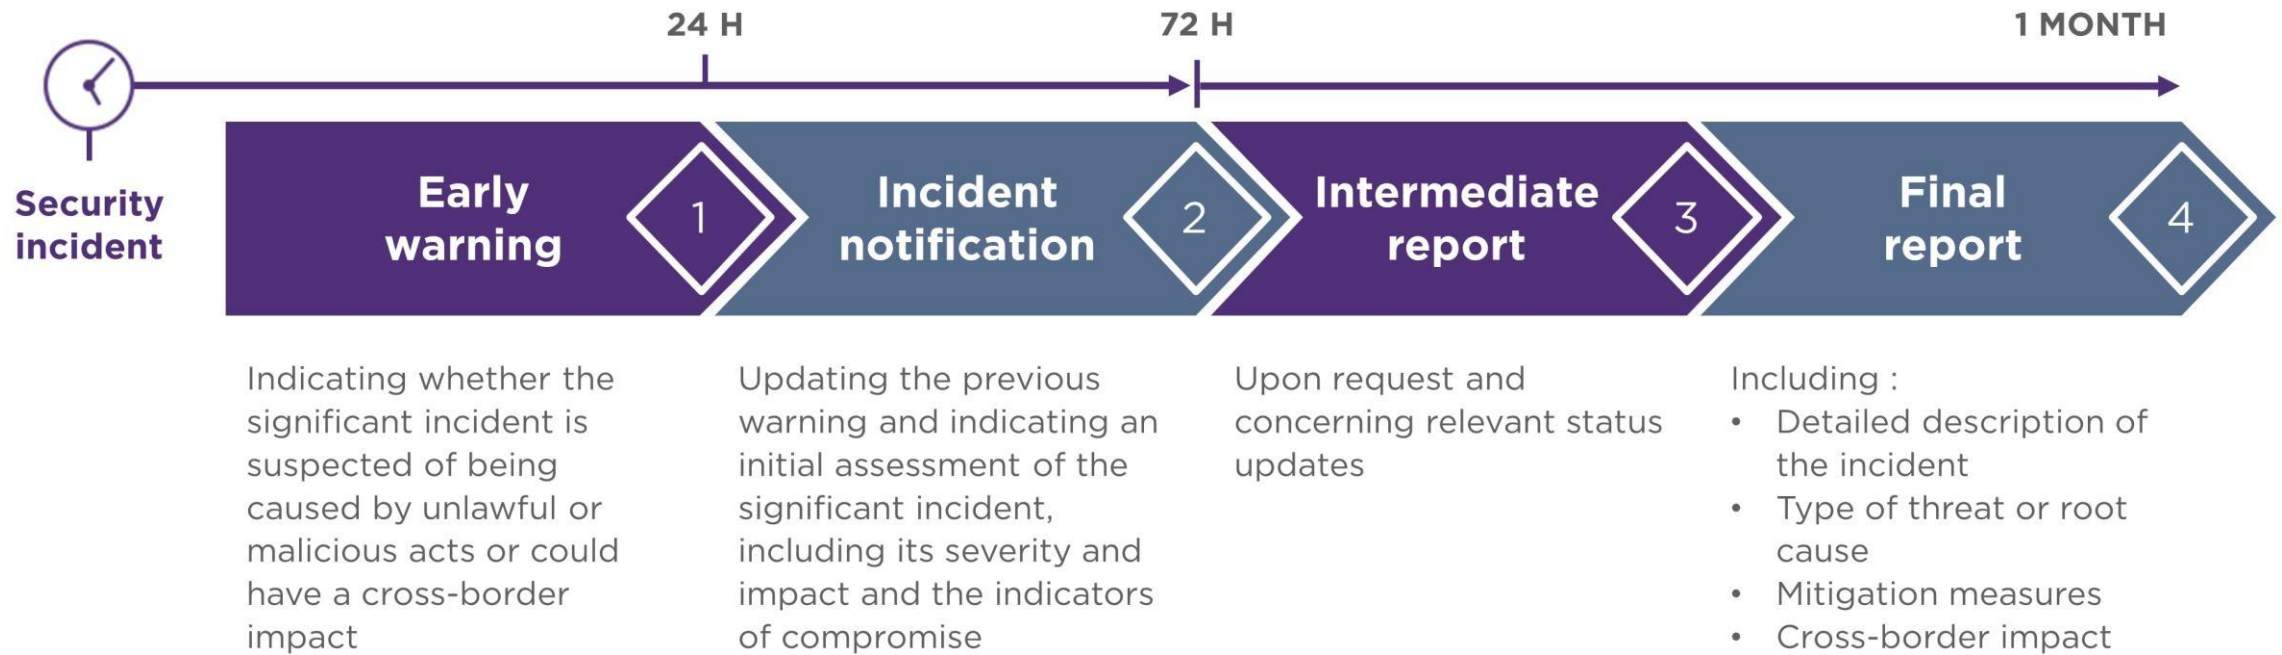 24 H
72 H
1 MONTH
Security
incident
Early
warning
1
Incident
notification
2
Intermediate
report
3
Final
report
4
Indicating whether the
significant incident is
suspected of being
caused by unlawful or
malicious acts or could
have a cross-border
impact
Updating the previous
warning and indicating an
initial assessment of the
significant incident,
including its severity and
impact and the indicators
of compromise
Upon request and
concerning relevant status
updates
Including :
• Detailed description of
the incident
• Type of threat or root
cause
• Mitigation measures
• Cross-border impact